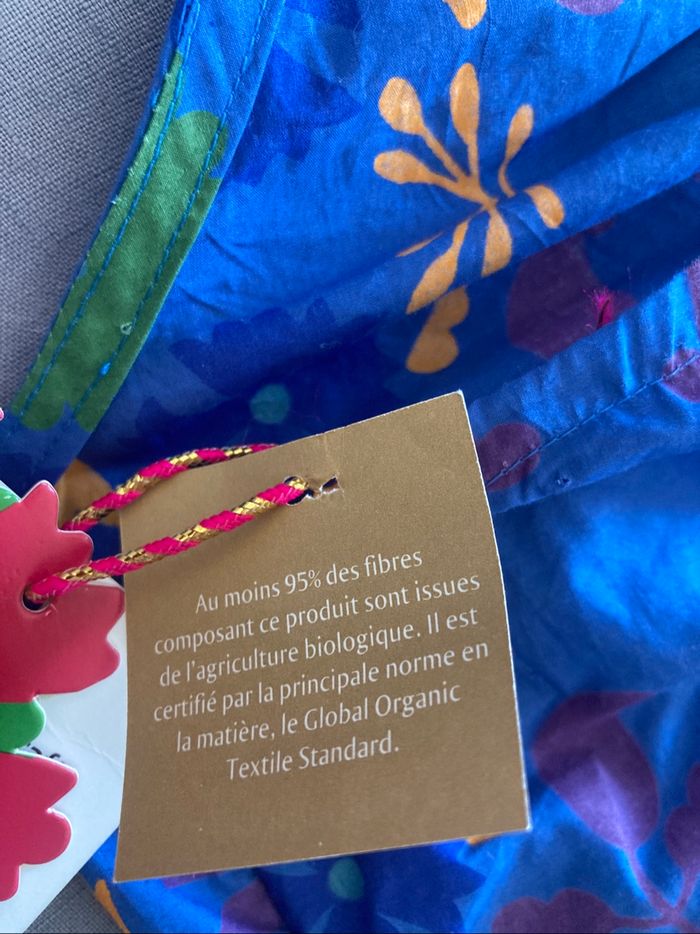 Au moins 95% des fibres
composant ce produit sont issues
de l'agriculture biologique. Il est
certifié par la principale norme en
la matière, le Global Organic
Textile Standard.